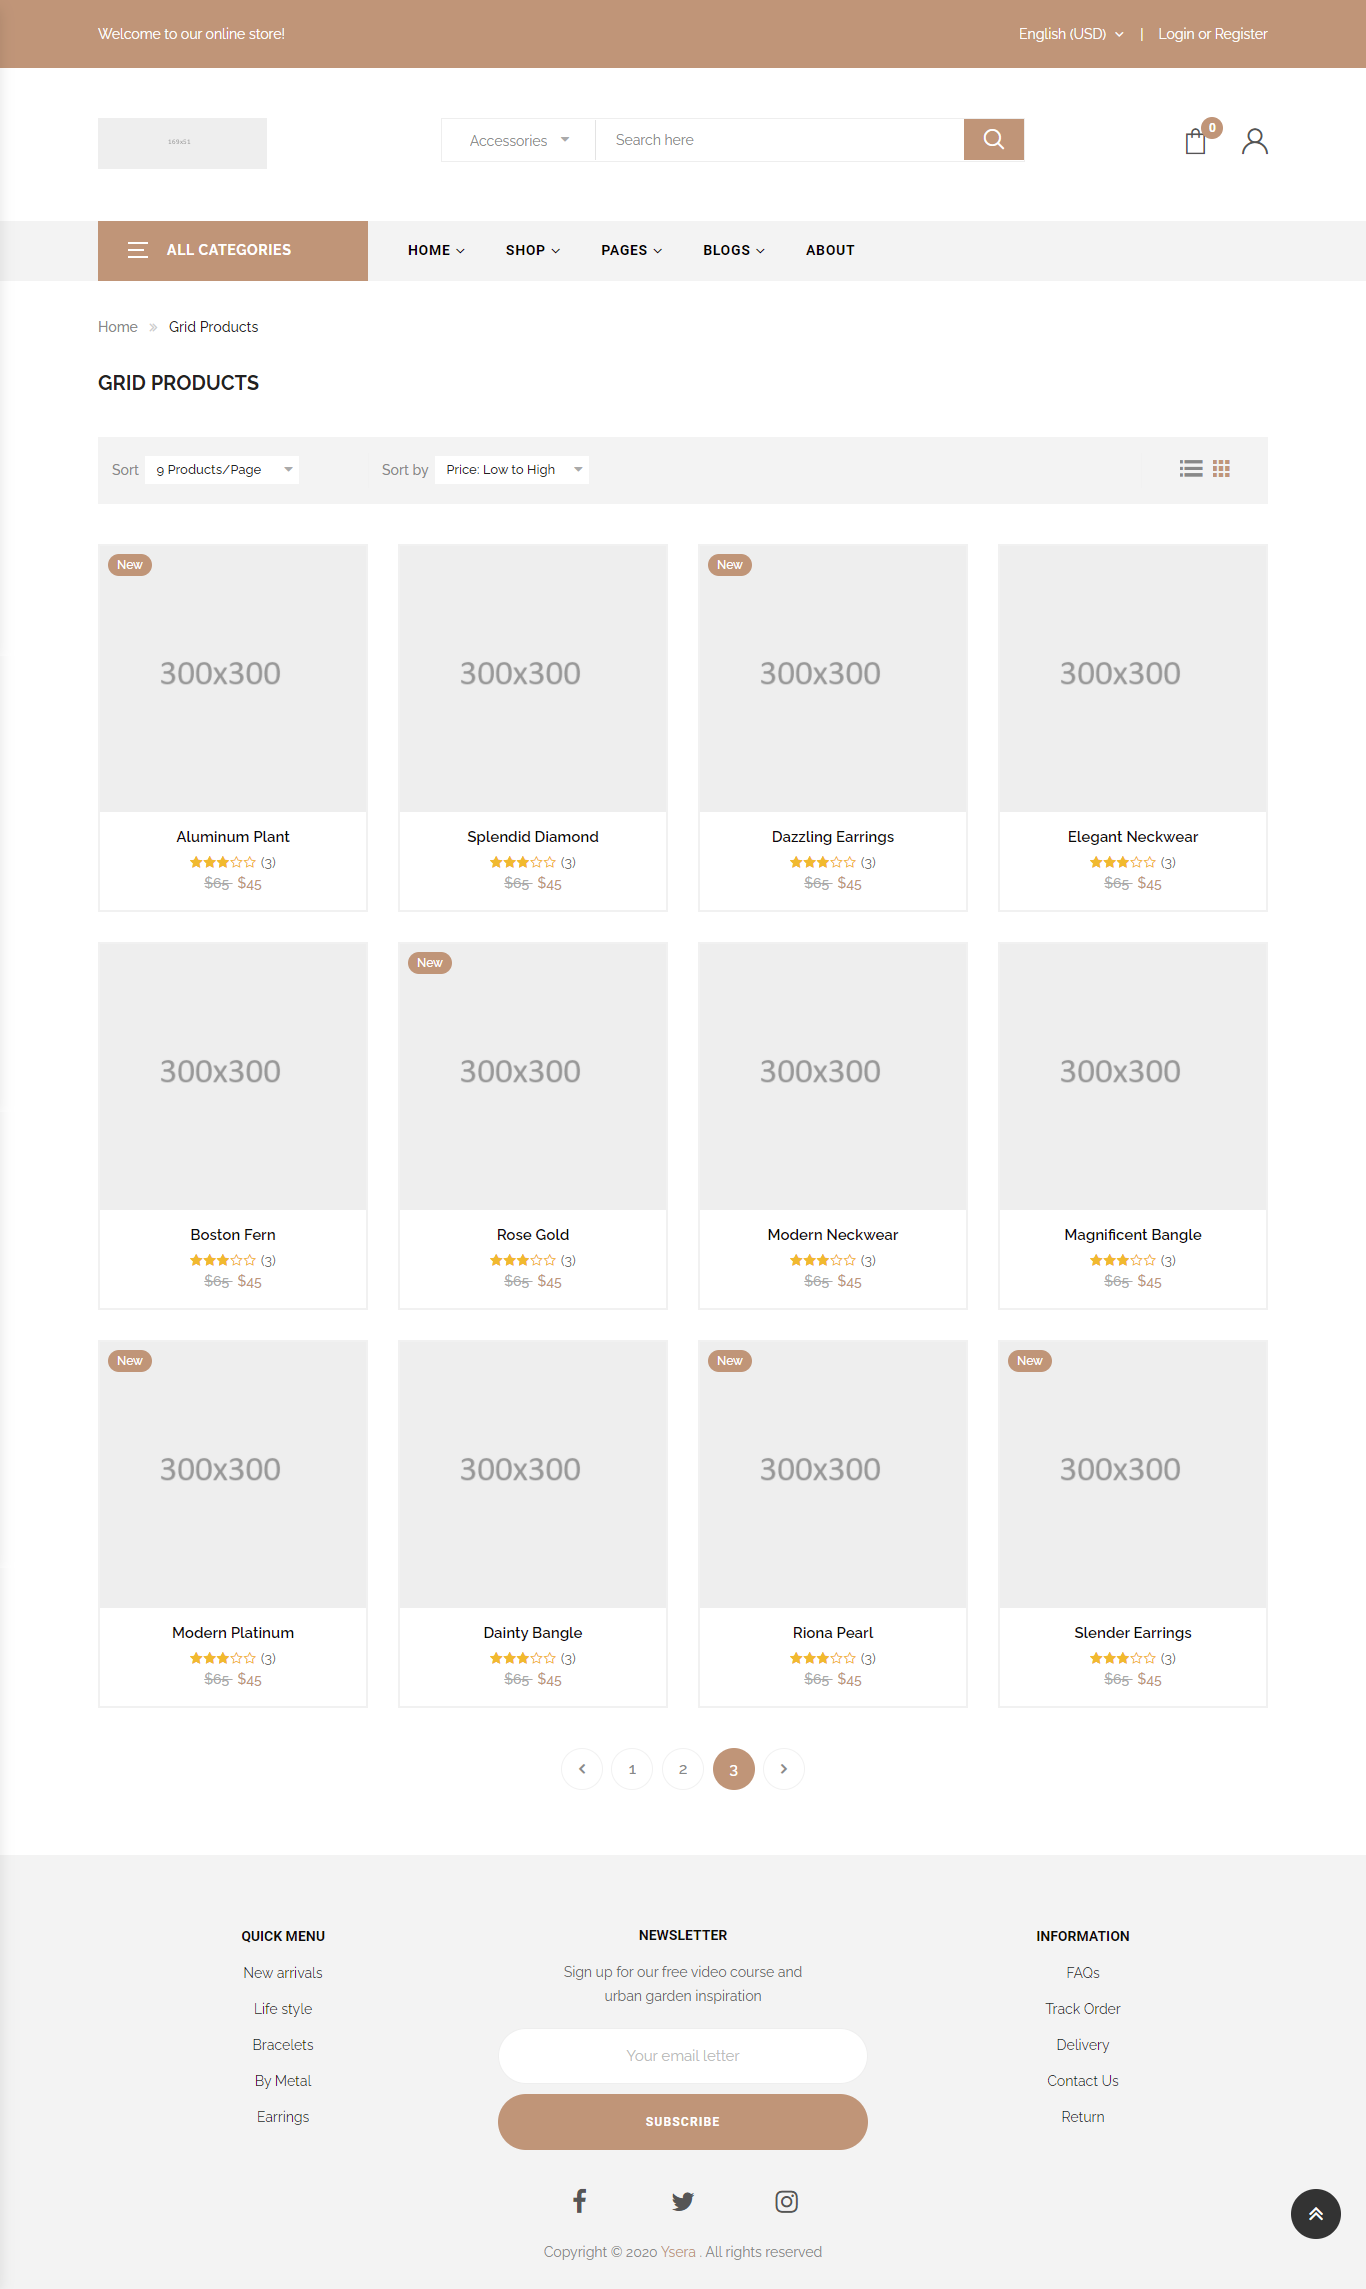 Welcome to our online store!
English (USD) | Login or Register
169x51
Accessories
Search here
0
ALL CATEGORIES
HOME SHOP PAGES BLOGS ABOUT
Home » Grid Products
GRID PRODUCTS
Sort 9 Products/Page Sort by Price: Low to High
New New
300x300 300x300 300x300 300x300
Aluminum Plant Splendid Diamond Dazzling Earrings Elegant Neckwear
(3) (3) (3) (3)
$65 $45 $65 $45 $65 $45 $65 $45
New
300x300 300x300 300x300 300x300
Boston Fern Rose Gold Modern Neckwear Magnificent Bangle
(3) (3) (3) (3)
$65 $45 $65 $45 $65 $45 $65 $45
New New New
300x300 300x300 300x300 300x300
Modern Platinum Dainty Bangle Riona Pearl Slender Earrings
(3) (3) (3) (3)
$65 $45 $65 $45 $65 $45 $65 $45
1 2 3
QUICK MENU
New arrivals
Life style
Bracelets
By Metal
Earrings
NEWSLETTER
Sign up for our free video course and
urban garden inspiration
Your email letter
SUBSCRIBE
INFORMATION
FAQs
Track Order
Delivery
Contact Us
Return
Copyright © 2020 Ysera . All rights reserved